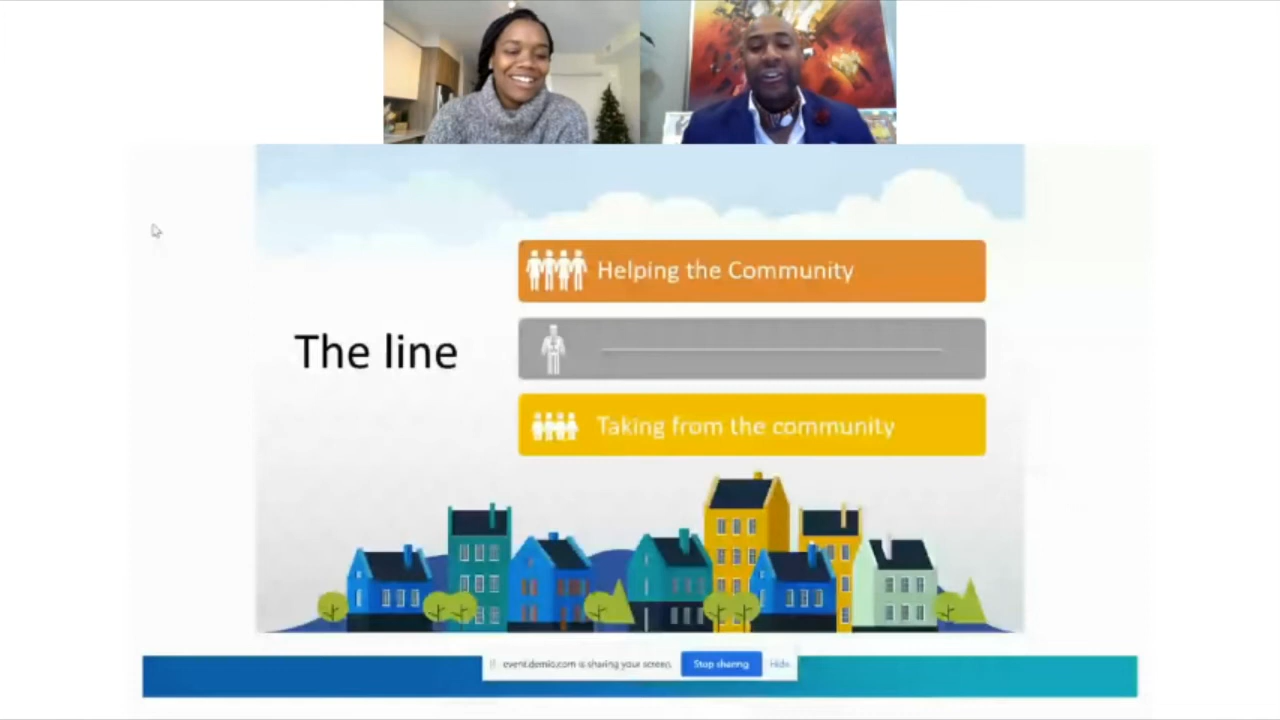 Helping the Community
The line
Taking from the community
event.demio.com is sharing your screen.
Stop sharing
Hide